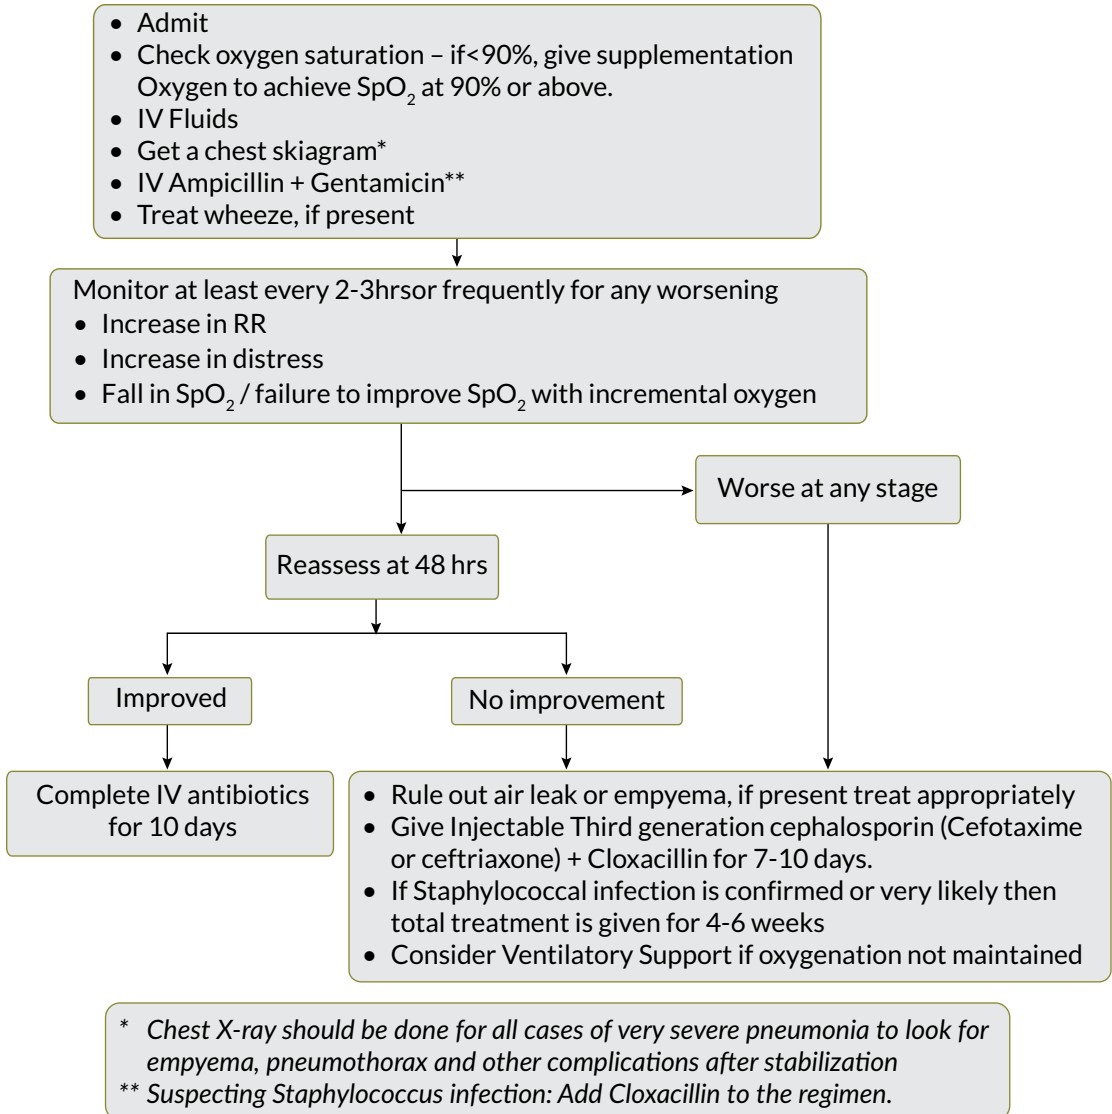 • Admit
• Check oxygen saturation – if<90%, give supplementation
Oxygen to achieve SpO2 at 90% or above.
• IV Fluids
• Get a chest skiagram*
• IV Ampicillin + Gentamicin**
• Treat wheeze, if present
Monitor at least every 2-3hrsor frequently for any worsening
• Increase in RR
• Increase in distress
• Fall in SpO2 / failure to improve SpO2 with incremental oxygen
Worse at any stage
Reassess at 48 hrs
Improved
No improvement
Complete IV antibiotics
for 10 days
• Rule out air leak or empyema, if present treat appropriately
• Give Injectable Third generation cephalosporin (Cefotaxime
or ceftriaxone) + Cloxacillin for 7-10 days.
• If Staphylococcal infection is confirmed or very likely then
total treatment is given for 4-6 weeks
• Consider Ventilatory Support if oxygenation not maintained
* Chest X-ray should be done for all cases of very severe pneumonia to look for
empyema, pneumothorax and other complications after stabilization
** Suspecting Staphylococcus infection: Add Cloxacillin to the regimen.